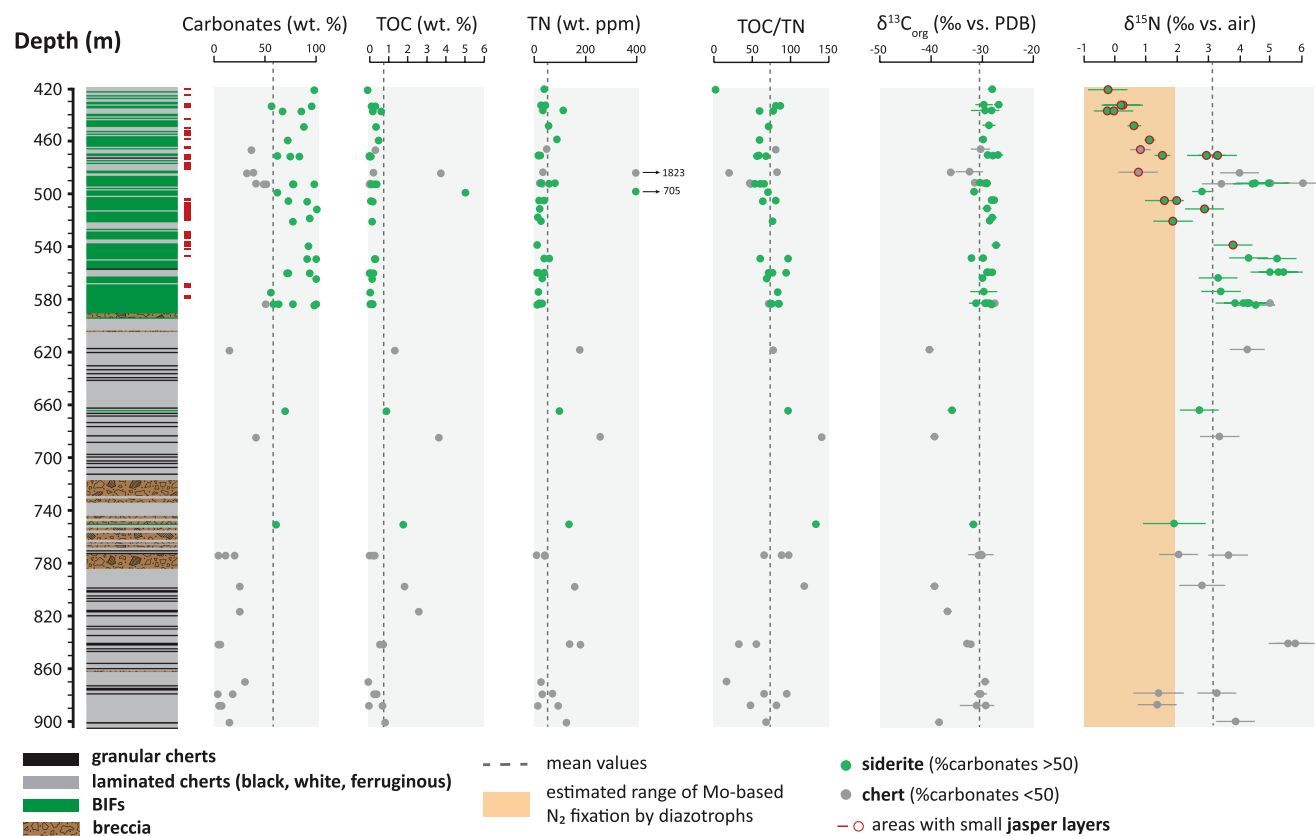 Carbonates (wt. %) TOC (wt. %) TN (wt. ppm) TOC/TN δ¹³Corg (‰ vs. PDB) δ¹⁵N (‰ vs. air)
Depth (m)
0 50 100 0 1 2 3 4 5 6 0 200 400 0 50 100 150 -50 -40 -30 -20 -1 0 1 2 3 4 5 6
420
460
→ 1823
500
→ 705
540
580
620
660
700
740
780
820
860
900
granular cherts
laminated cherts (black, white, ferruginous)
BIFs
breccia
mean values
estimated range of Mo-based
N₂ fixation by diazotrophs
siderite (%carbonates >50)
chert (%carbonates <50)
areas with small jasper layers